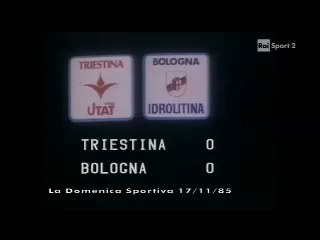 Rai Sport 2
TRIESTINA
UTAT
BOLOGNA
IDROLITINA
TRIESTINA 0
BOLOGNA 0
La Domenica Sportiva 17/11/85